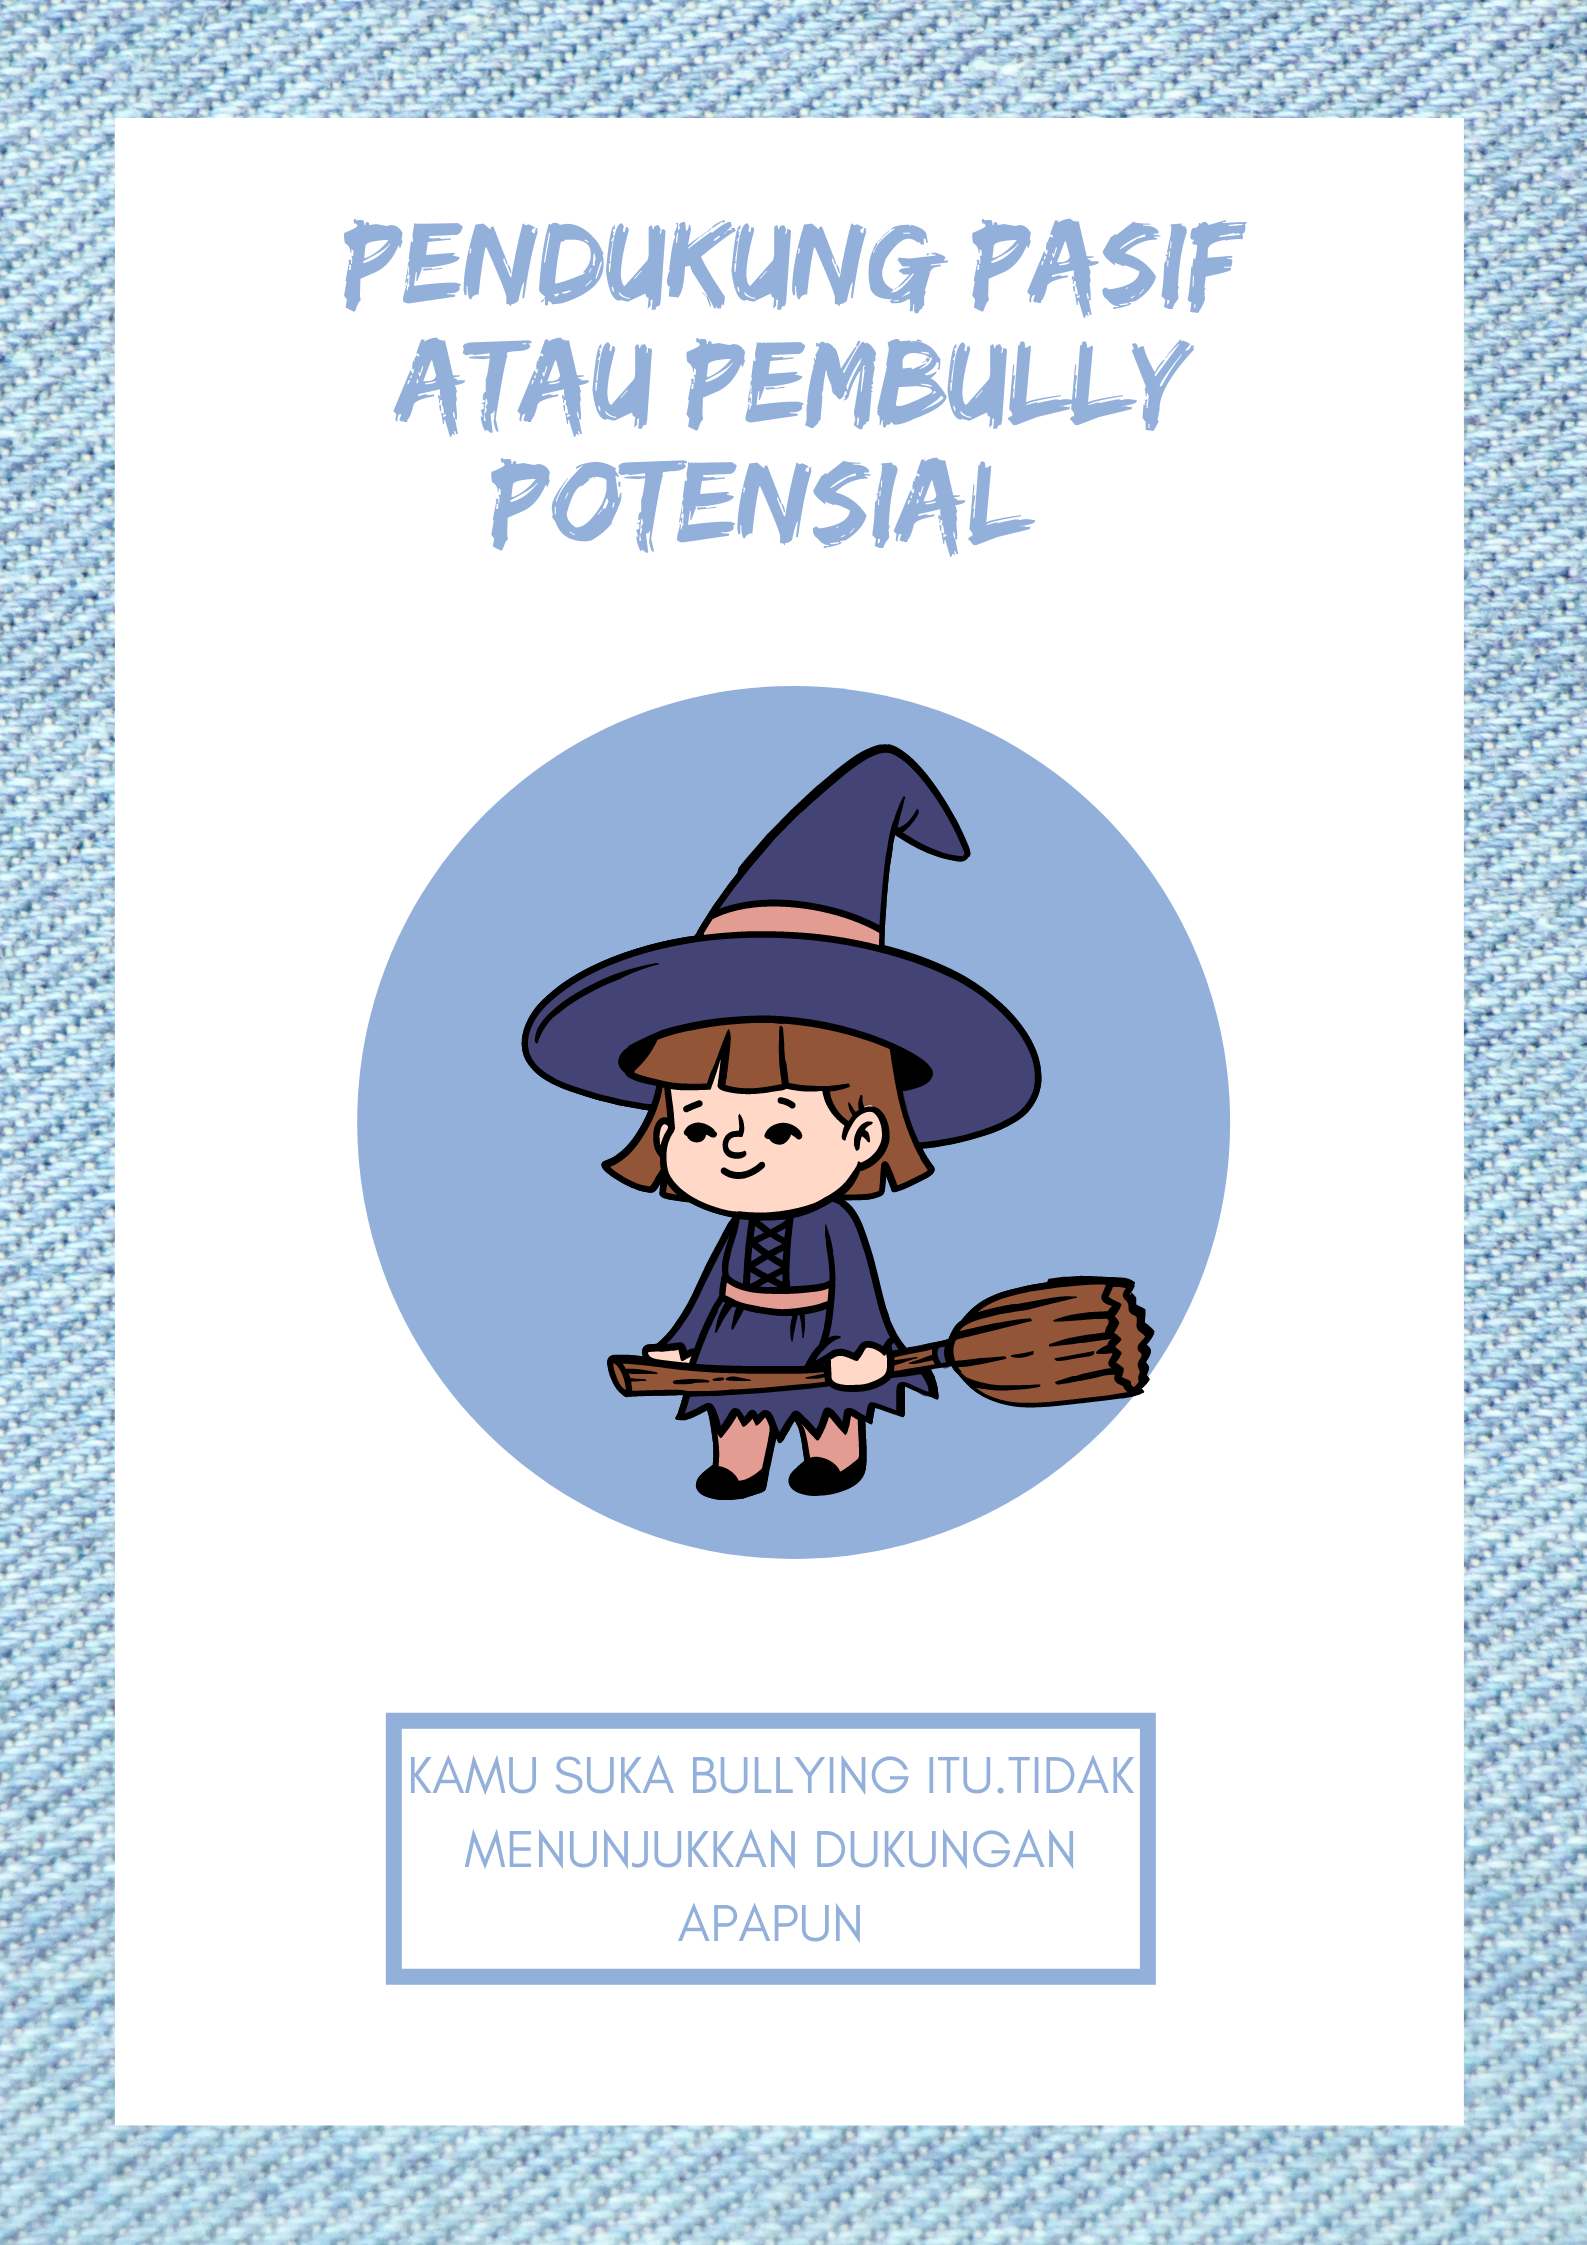 PENDUKUNG PASIF
ATAU PEMBULLY
POTENSIAL
KAMU SUKA BULLYING ITU.TIDAK
MENUNJUKKAN DUKUNGAN
APAPUN